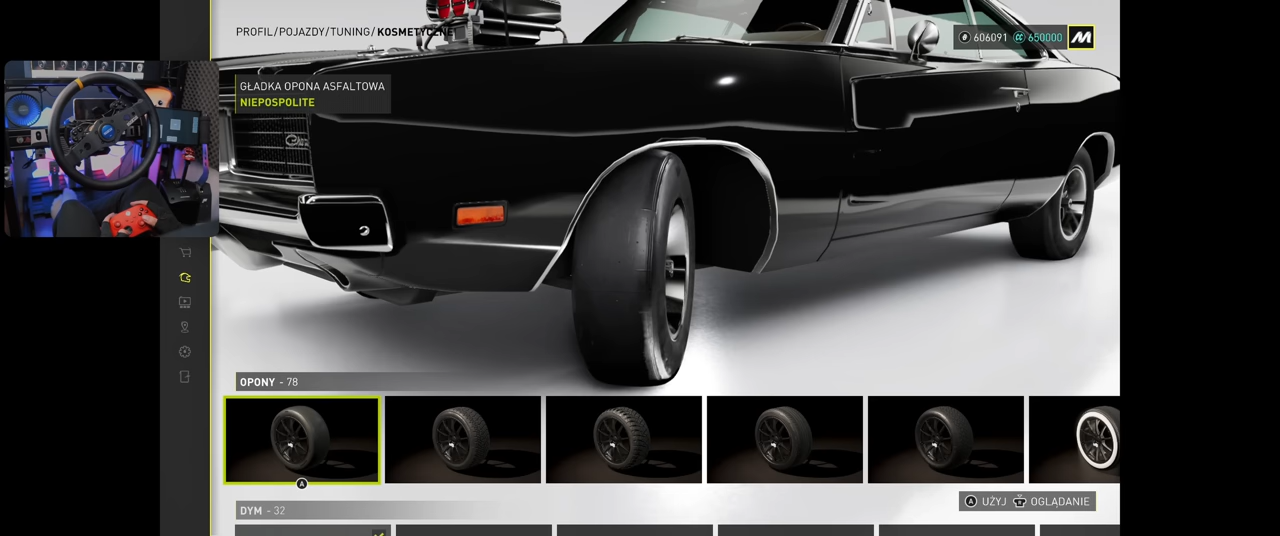 PROFIL/POJAZDY/TUNING/KOSMETYCZNE
606091 650000
GŁADKA OPONA ASFALTOWA
NIEPOSPOLITE
OPONY - 78
A
DYM - 32
A UŻYJ OGLĄDANIE